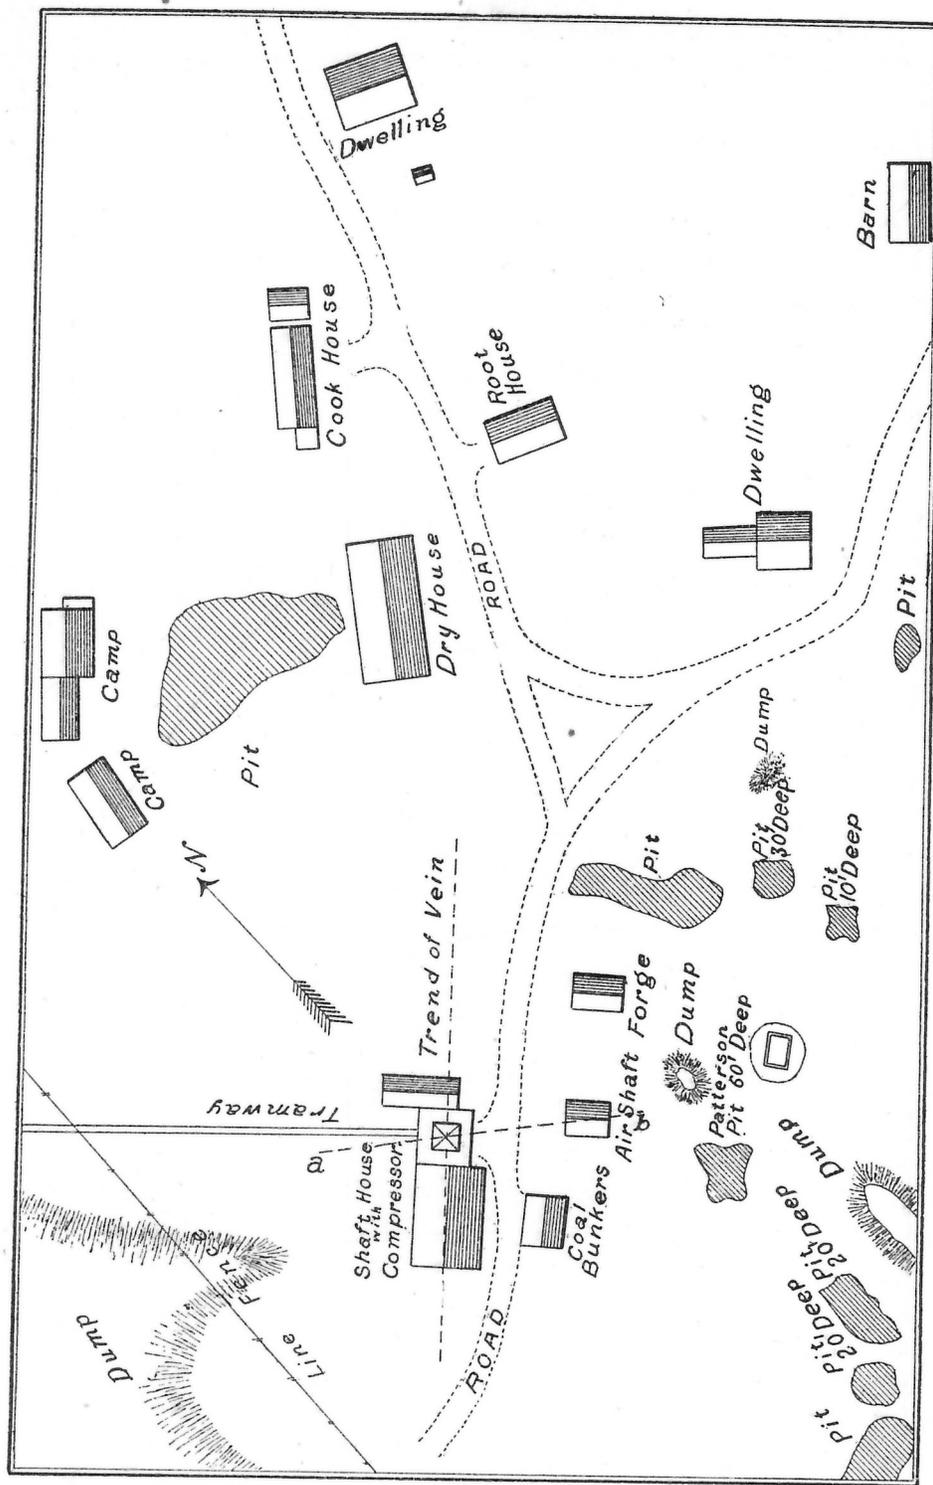 Dwelling
Barn
Cook House
Root
House
Dwelling
ROAD
Dry House
Camp
Pit
Camp
Pit
N
Dump
Pit
30' Deep
Pit
10' Deep
Pit
Trend of Vein
Forge
Dump
Tramway
a
b
Air Shaft
Patterson
Pit 60' Deep
Shaft House
with
Compressor
Coal
Bunkers
Dump
Fence
Line
Dump
ROAD
Pit
20' Deep
Pit
20' Deep
Pit